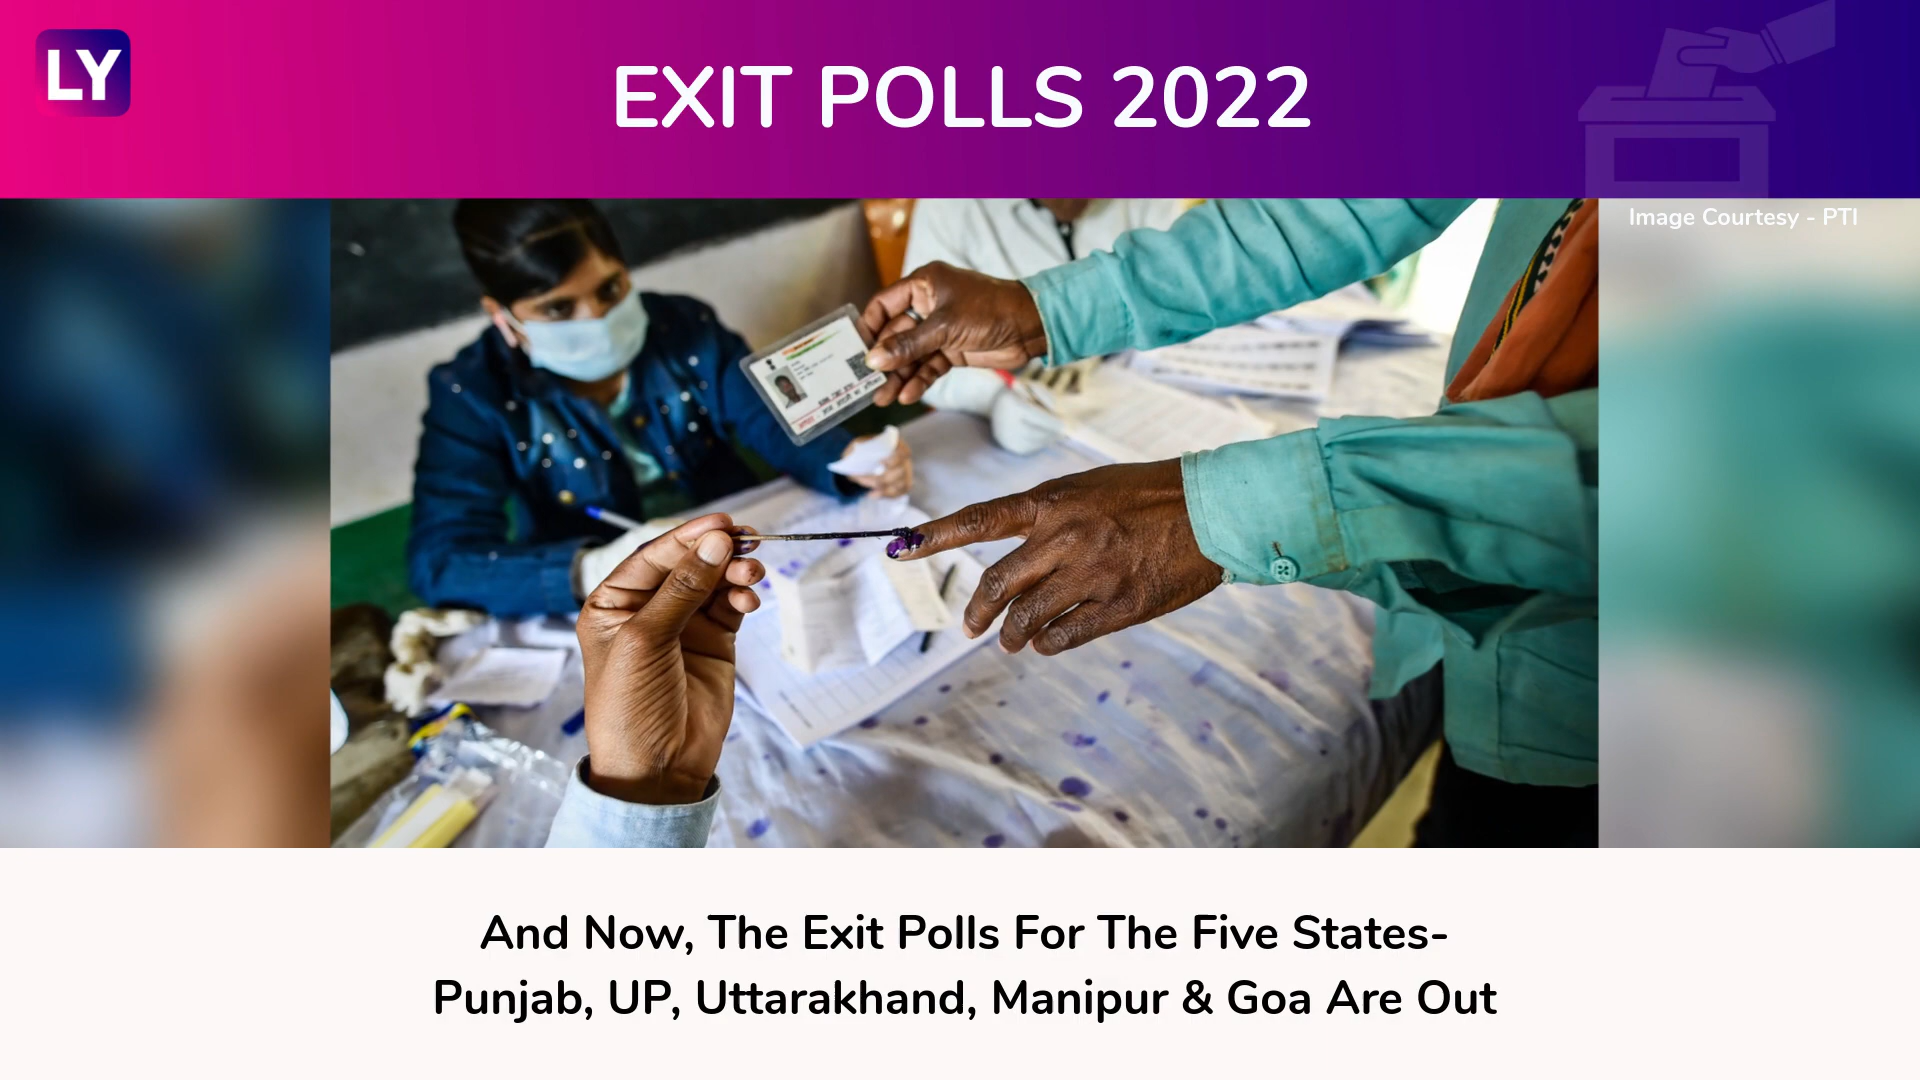 LY
EXIT POLLS 2022
Image Courtesy - PTI
And Now, The Exit Polls For The Five States-
Punjab, UP, Uttarakhand, Manipur & Goa Are Out